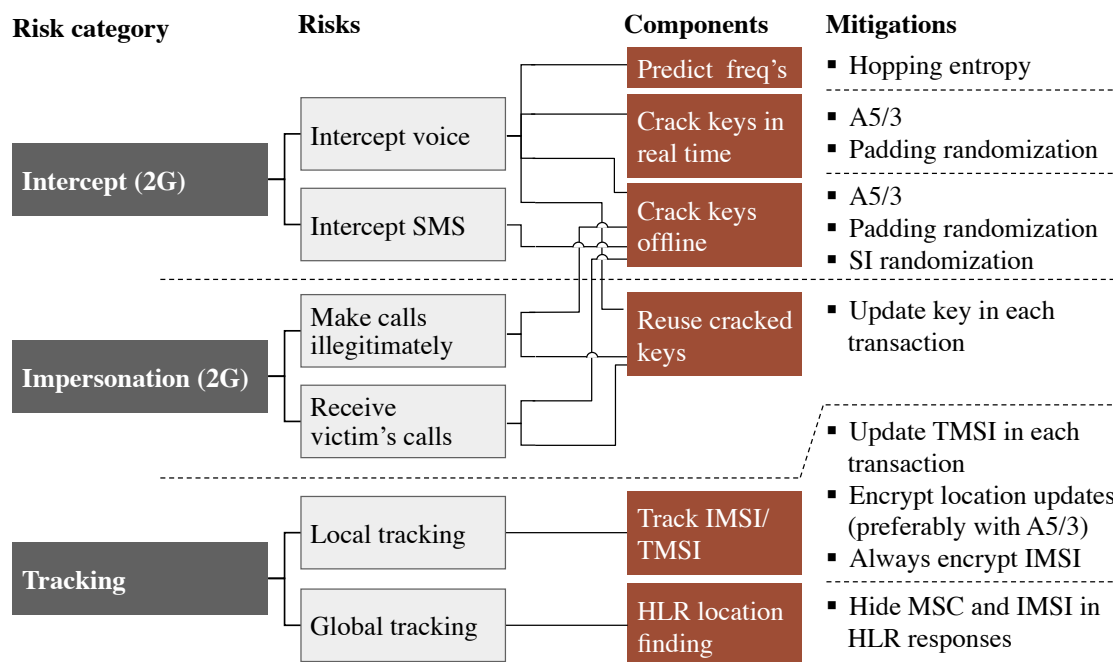 Risk category
Risks
Components
Mitigations
Intercept (2G)
Intercept voice
Intercept SMS
Predict freq's
Crack keys in
real time
Crack keys
offline
▪ Hopping entropy
▪ A5/3
▪ Padding randomization
▪ A5/3
▪ Padding randomization
▪ SI randomization
Impersonation (2G)
Make calls
illegitimately
Receive
victim's calls
Reuse cracked
keys
▪ Update key in each
transaction
Tracking
Local tracking
Global tracking
Track IMSI/
TMSI
HLR location
finding
▪ Update TMSI in each
transaction
▪ Encrypt location updates
(preferably with A5/3)
▪ Always encrypt IMSI
▪ Hide MSC and IMSI in
HLR responses